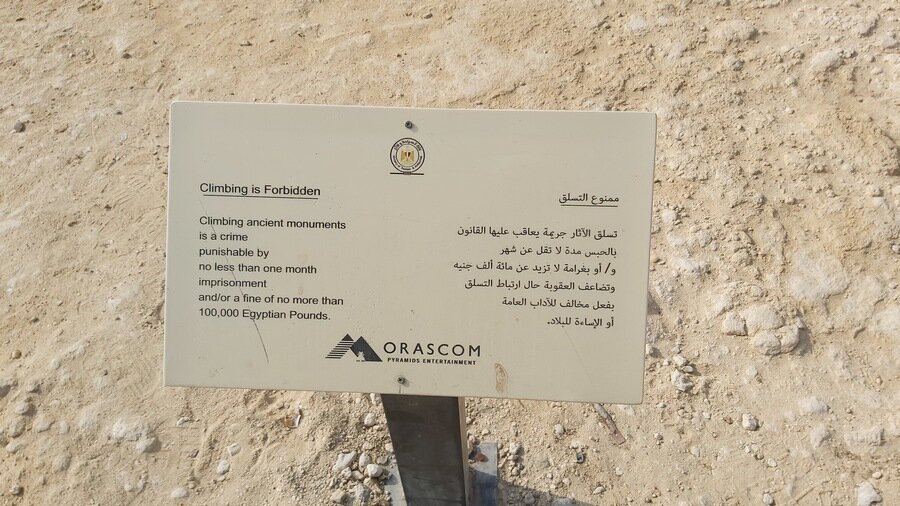 Climbing is Forbidden
Climbing ancient monuments
is a crime
punishable by
no less than one month
imprisonment
and/or a fine of no more than
100,000 Egyptian Pounds.
ممنوع التسلق
تسلق الآثار جريمة يعاقب عليها القانون
بالحبس مدة لا تقل عن شهر
و/ أو بغرامة لا تزيد عن مائة ألف جنيه
وتضاعف العقوبة حال ارتباط التسلق
بفعل مخالف للآداب العامة
أو الإساءة للبلاد.
ORASCOM
PYRAMIDS ENTERTAINMENT